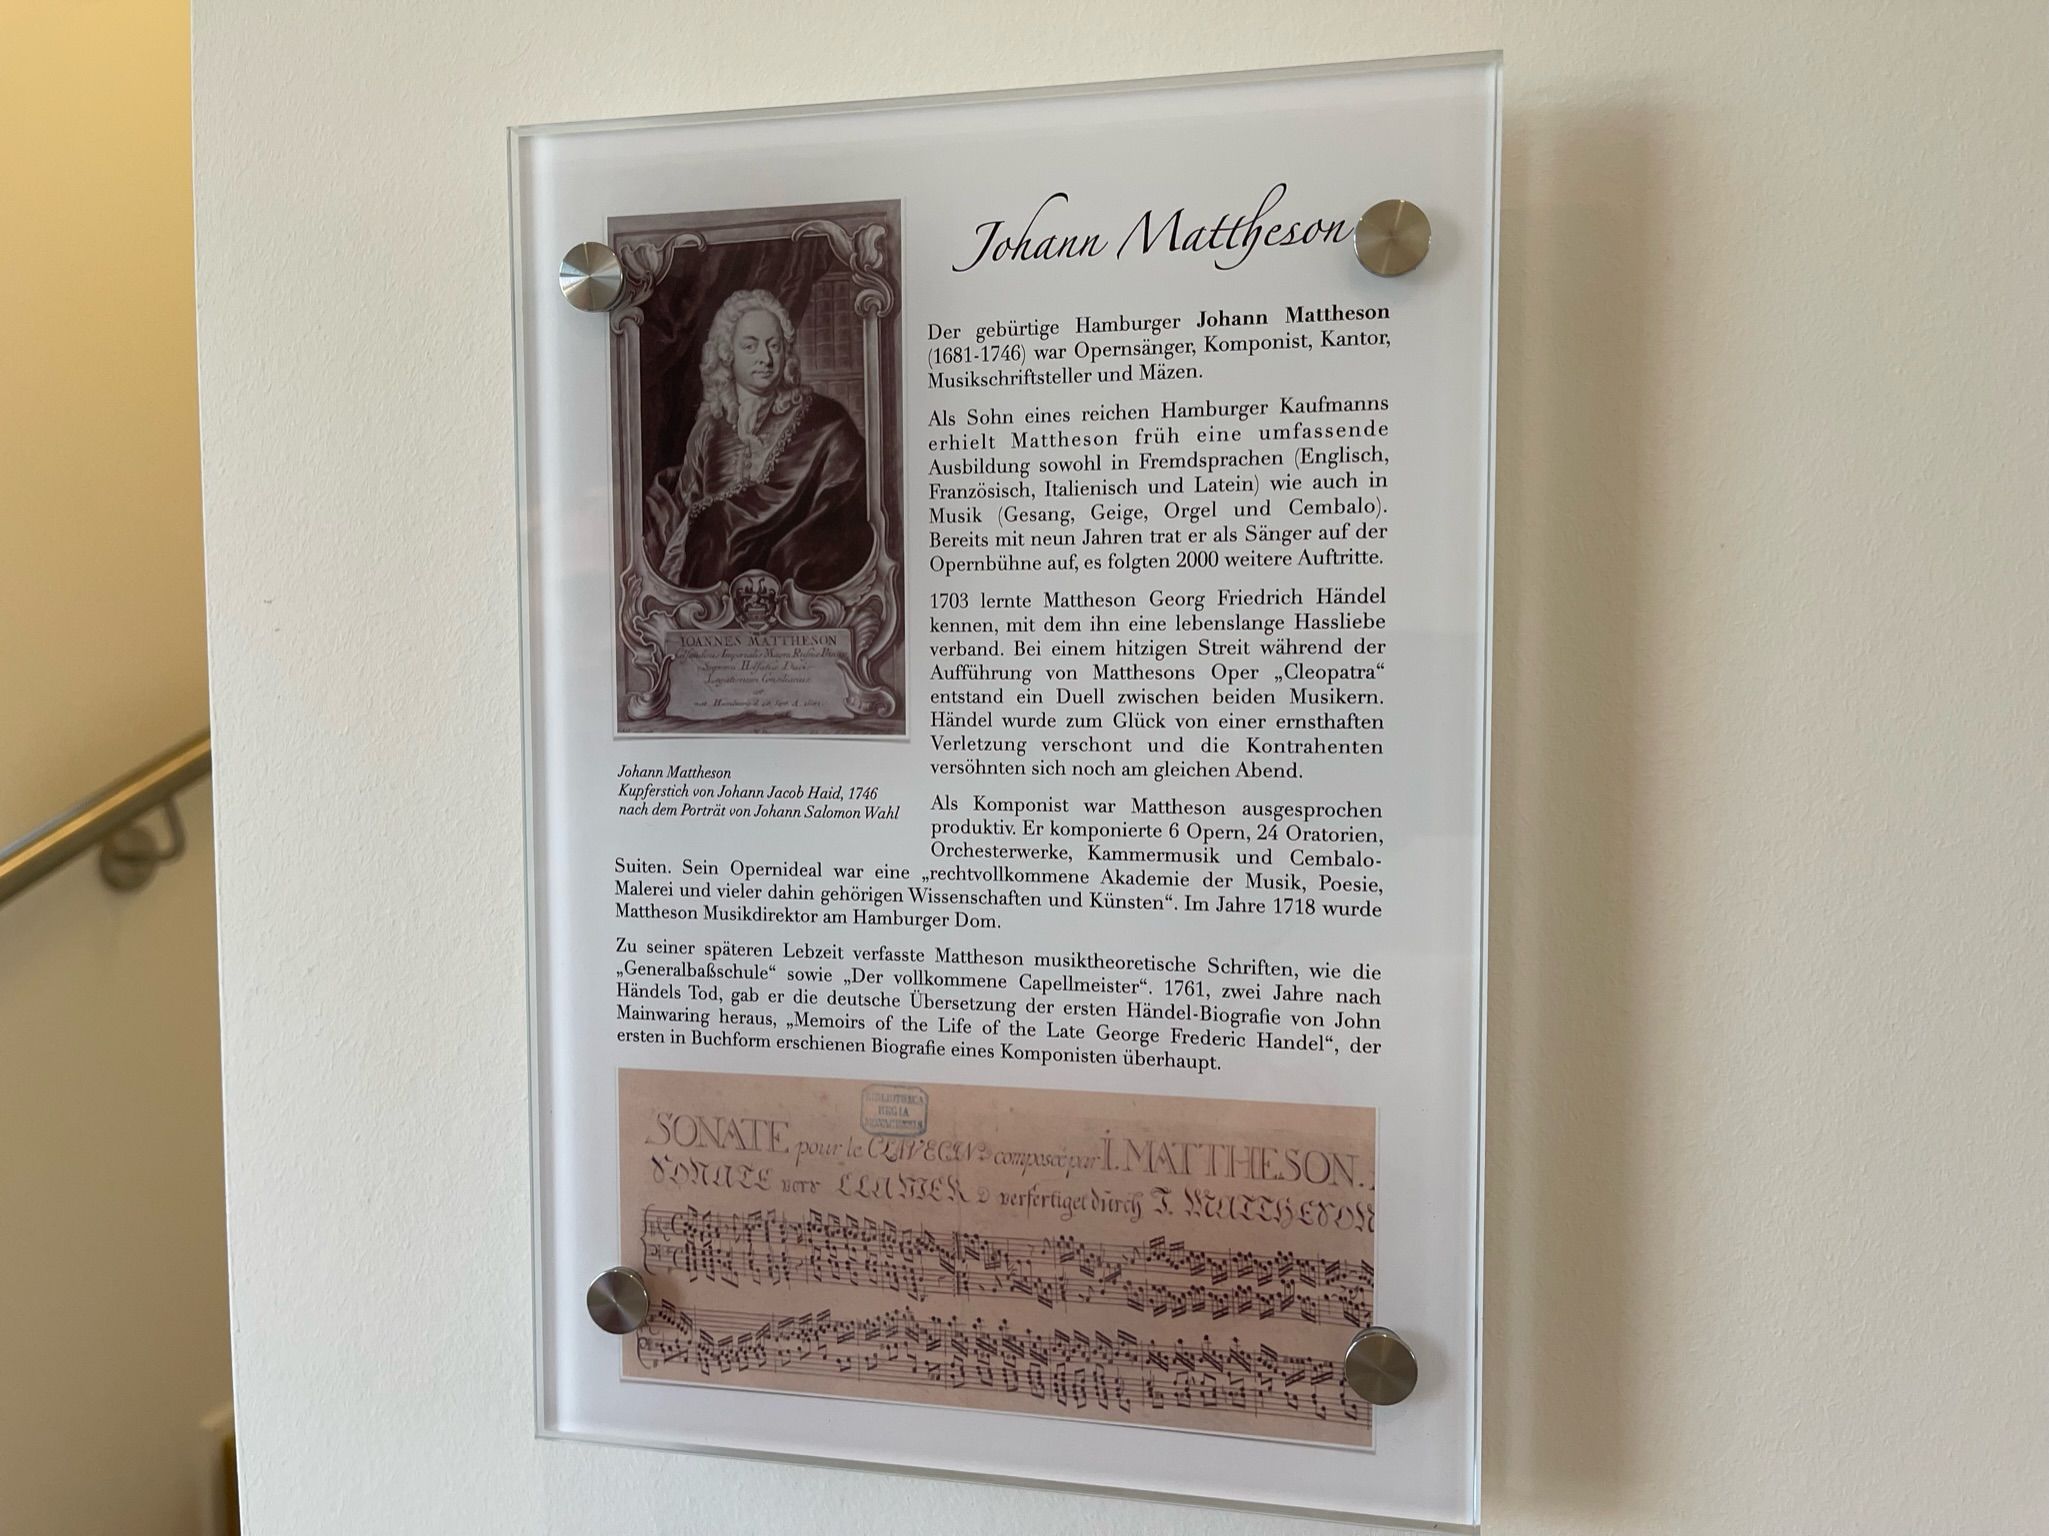 Johann Mattheson
Der gebürtige Hamburger Johann Mattheson
(1681-1746) war Opernsänger, Komponist, Kantor,
Musikschriftsteller und Mäzen.
Als Sohn eines reichen Hamburger Kaufmanns
erhielt Mattheson früh eine umfassende
Ausbildung sowohl in Fremdsprachen (Englisch,
Französisch, Italienisch und Latein) wie auch in
Musik (Gesang, Geige, Orgel und Cembalo).
Bereits mit neun Jahren trat er als Sänger auf der
Opernbühne auf, es folgten 2000 weitere Auftritte.
1703 lernte Mattheson Georg Friedrich Händel
kennen, mit dem ihn eine lebenslange Hassliebe
verband. Bei einem hitzigen Streit während der
Aufführung von Matthesons Oper „Cleopatra“
entstand ein Duell zwischen beiden Musikern.
Händel wurde zum Glück von einer ernsthaften
Verletzung verschont und die Kontrahenten
versöhnten sich noch am gleichen Abend.
IOANNES MATTHESON
Legationum Consiliarius
Johann Mattheson
Kupferstich von Johann Jacob Haid, 1746
nach dem Porträt von Johann Salomon Wahl
Als Komponist war Mattheson ausgesprochen
produktiv. Er komponierte 6 Opern, 24 Oratorien,
Orchesterwerke, Kammermusik und Cembalo-
Suiten. Sein Opernideal war eine „rechtvollkommene Akademie der Musik, Poesie,
Malerei und vieler dahin gehörigen Wissenschaften und Künsten“. Im Jahre 1718 wurde
Mattheson Musikdirektor am Hamburger Dom.
Zu seiner späteren Lebzeit verfasste Mattheson musiktheoretische Schriften, wie die
„Generalbaßschule“ sowie „Der vollkommene Capellmeister“. 1761, zwei Jahre nach
Händels Tod, gab er die deutsche Übersetzung der ersten Händel-Biografie von John
Mainwaring heraus, „Memoirs of the Life of the Late George Frederic Handel“, der
ersten in Buchform erschienen Biografie eines Komponisten überhaupt.
BIBLIOTHECA
REGIA
MONACENSIS
SONATE pour le CLAVECIN composée par I. MATTHESON.
SONATE vors CLAVIER verfertiget durch J. MATTHESON